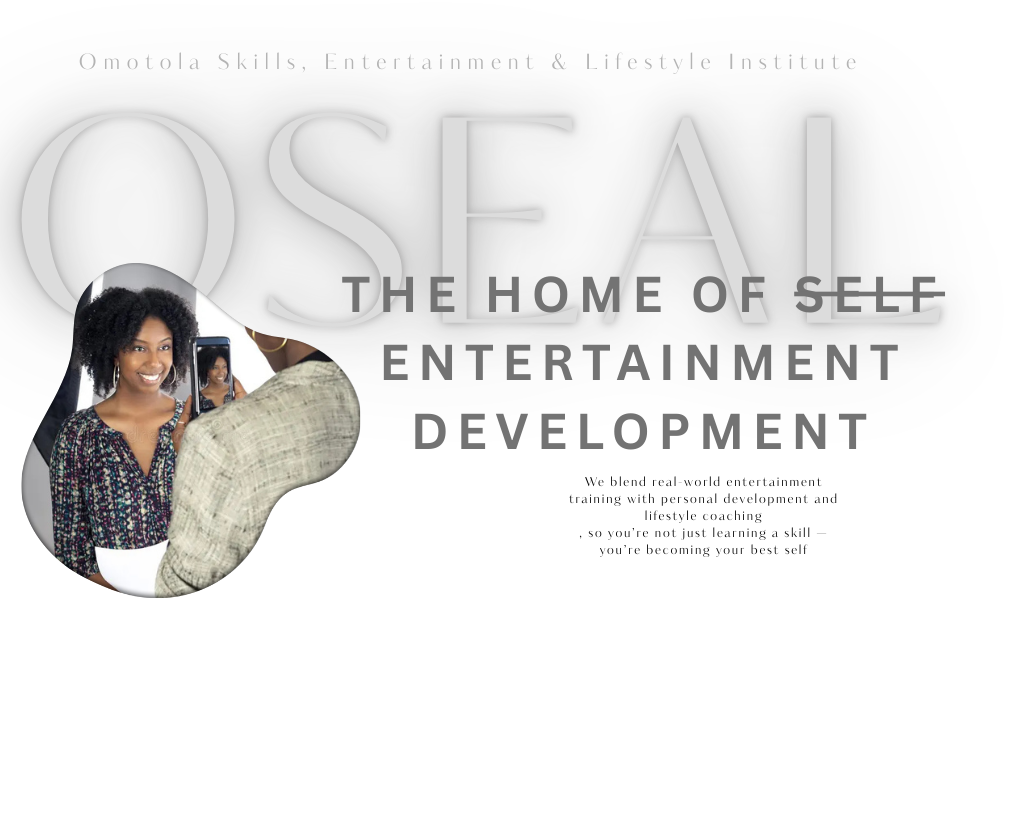 Omotola Skills, Entertainment & Lifestyle Institute
OSEAL
THE HOME OF SELF
ENTERTAINMENT
DEVELOPMENT
We blend real-world entertainment
training with personal development and
lifestyle coaching
, so you're not just learning a skill —
you're becoming your best self